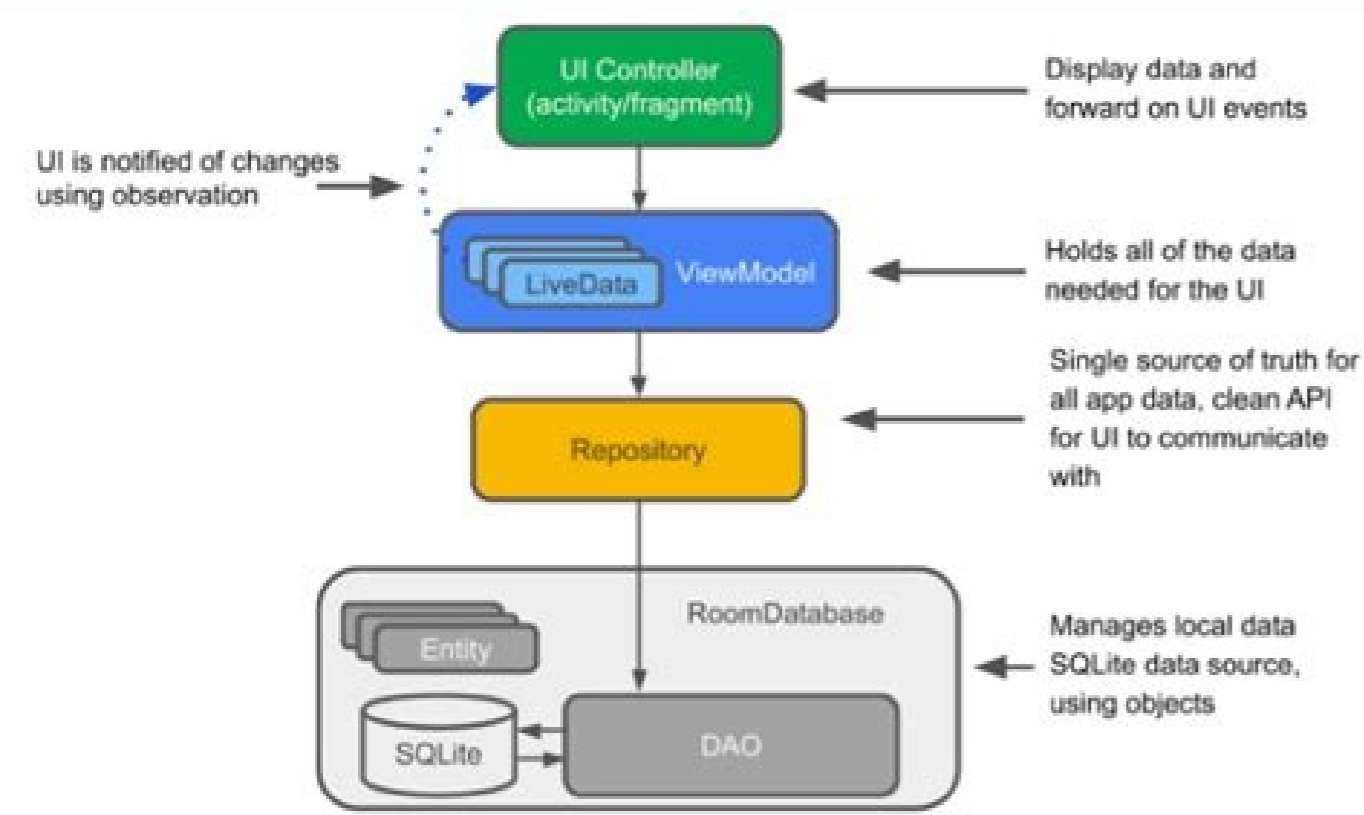 UI Controller
(activity/fragment)
Display data and
forward on UI events
UI is notified of changes
using observation
LiveData
ViewModel
Holds all of the data
needed for the UI
Single source of truth for
all app data, clean API
for UI to communicate
with
Repository
RoomDatabase
Entity
Manages local data
SQLite data source,
using objects
SQLite
DAO